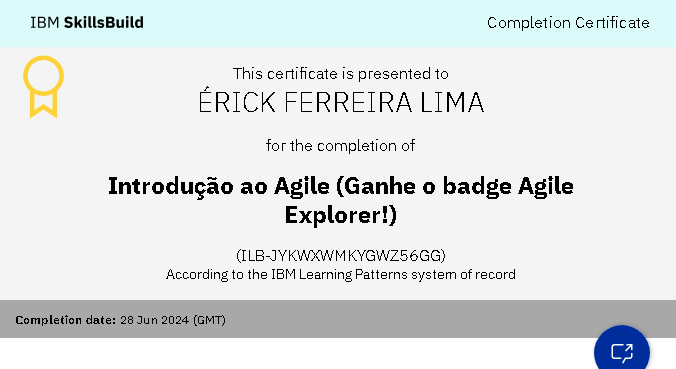 IBM SkillsBuild
Completion Certificate
This certificate is presented to
ÉRICK FERREIRA LIMA
for the completion of
Introdução ao Agile (Ganhe o badge Agile
Explorer!)
(ILB-JYKWXWMKYGWZ56GG)
According to the IBM Learning Patterns system of record
Completion date: 28 Jun 2024 (GMT)